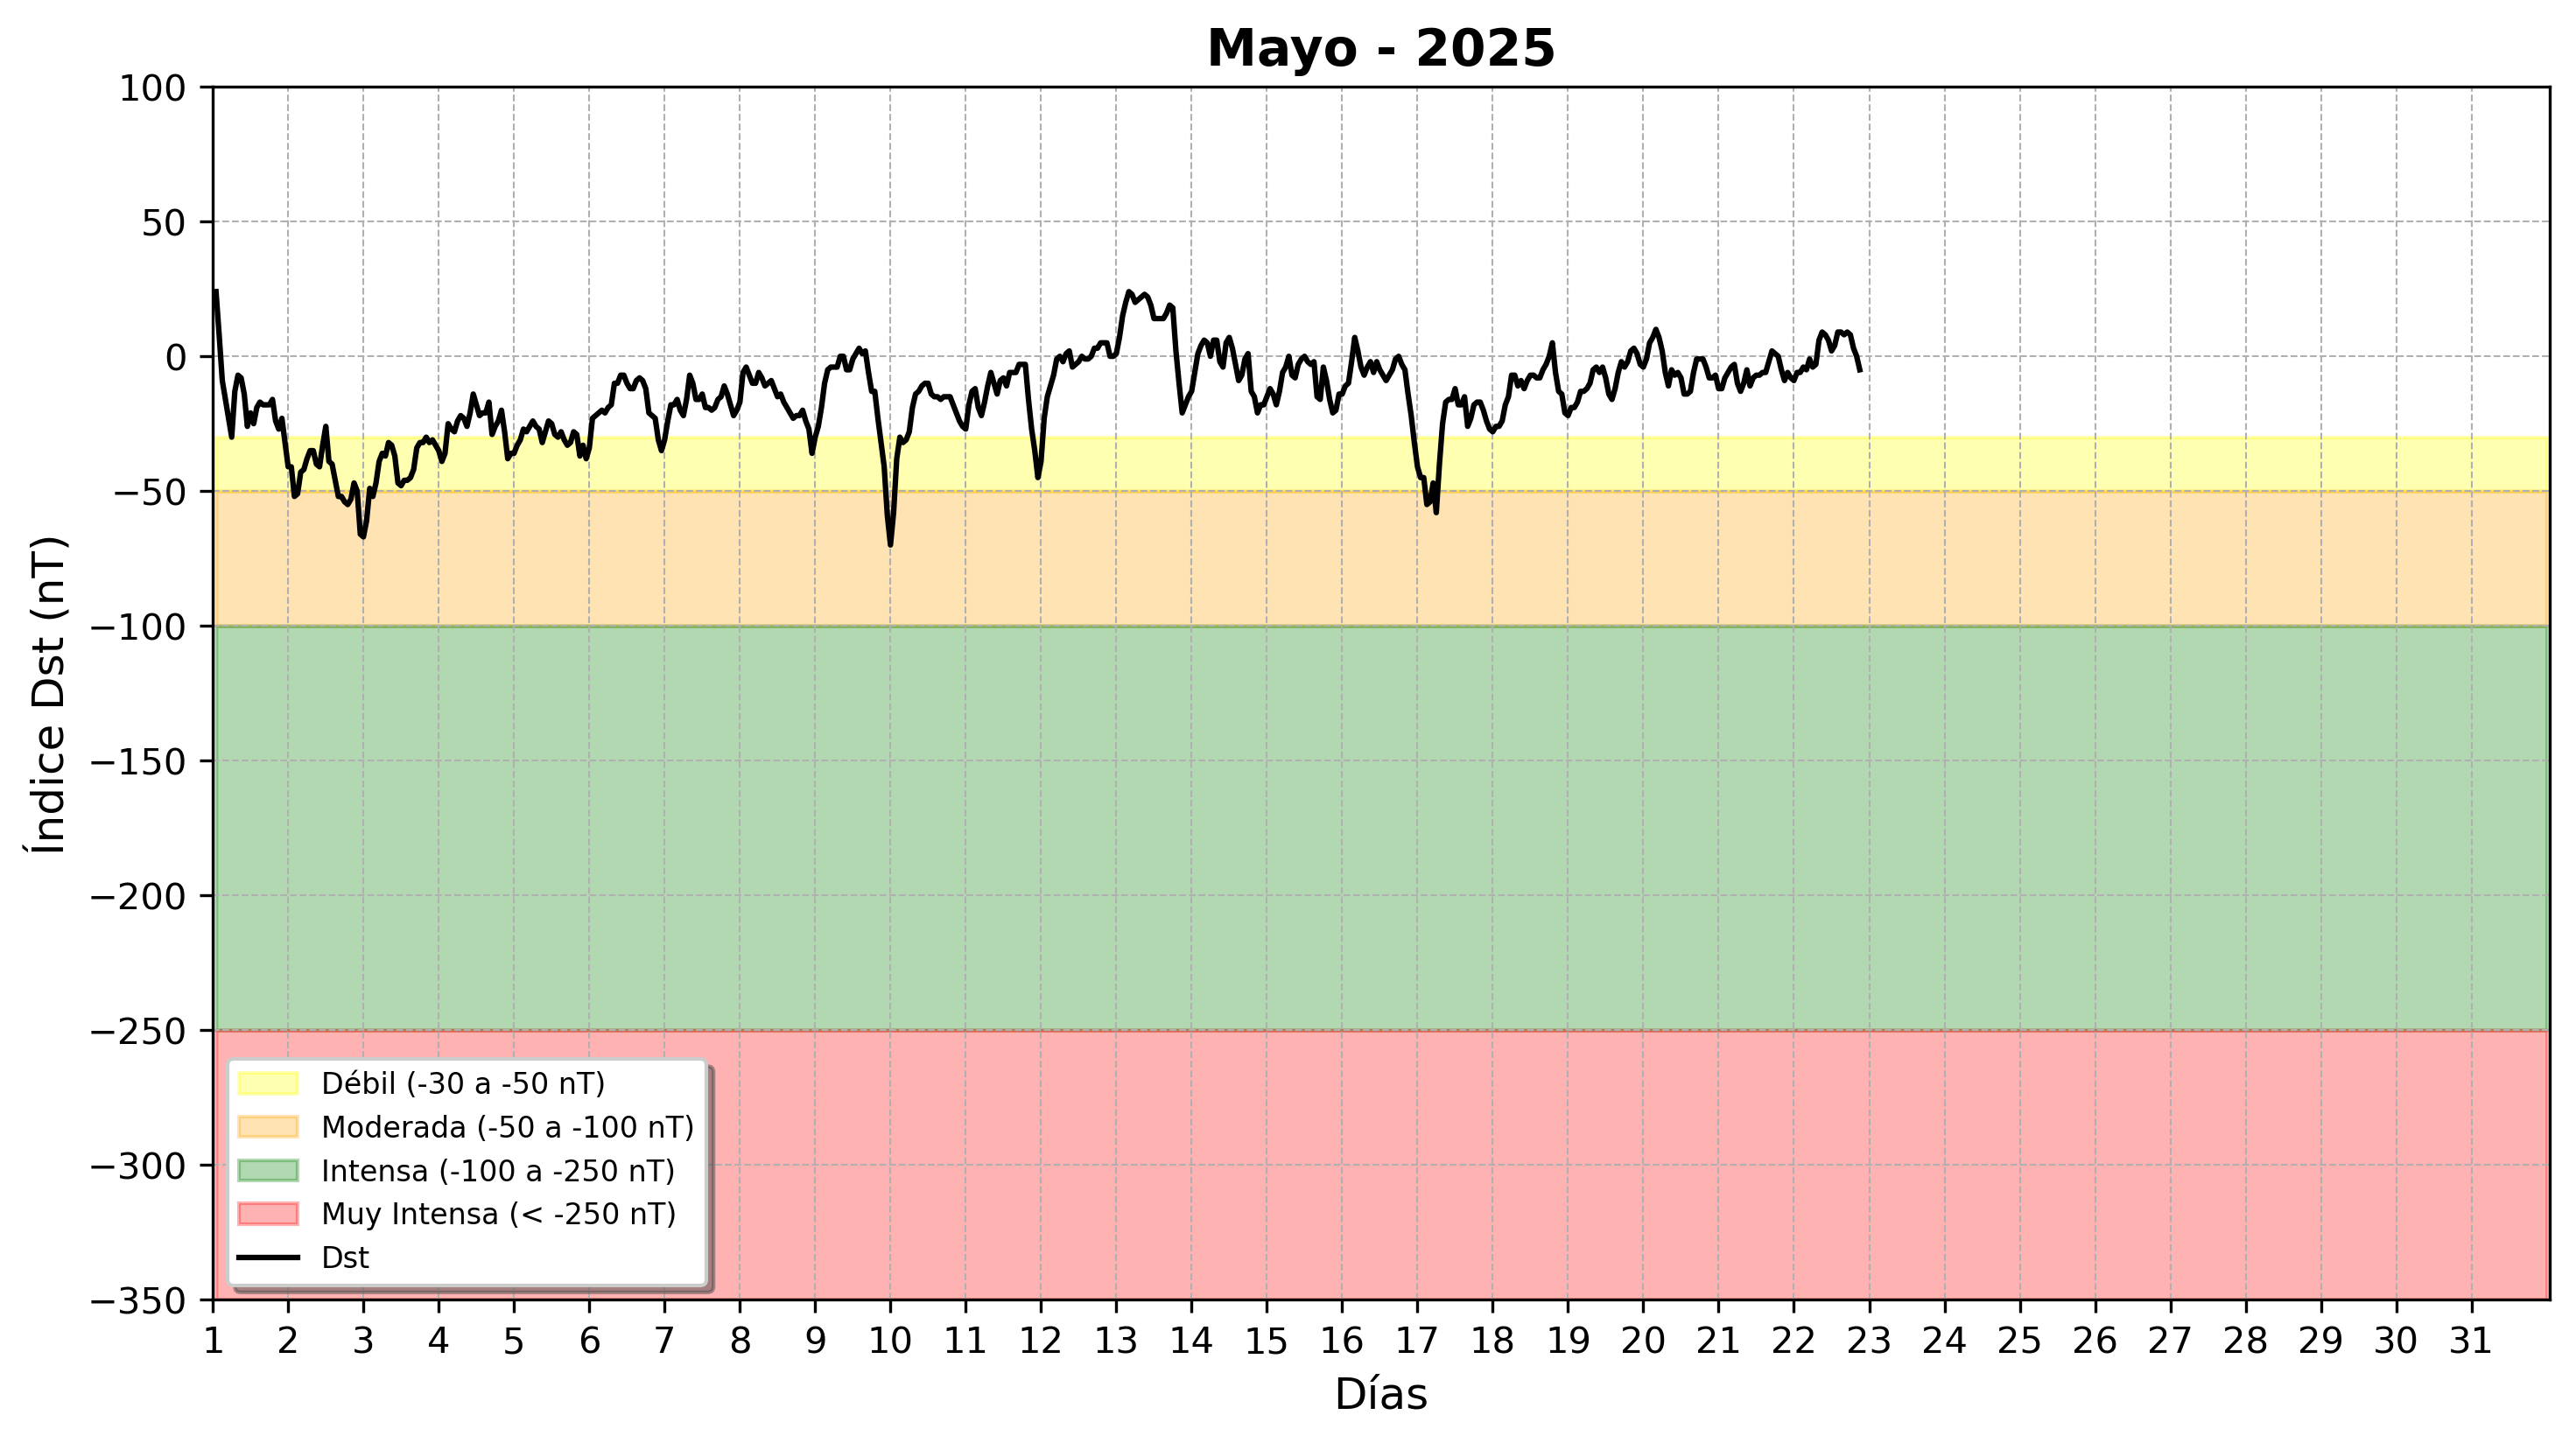 Mayo - 2025
100
50
0
−50
−100
−150
−200
−250
−300
−350
Índice Dst (nT)
Débil (-30 a -50 nT)
Moderada (-50 a -100 nT)
Intensa (-100 a -250 nT)
Muy Intensa (< -250 nT)
Dst
1 2 3 4 5 6 7 8 9 10 11 12 13 14 15 16 17 18 19 20 21 22 23 24 25 26 27 28 29 30 31
Días